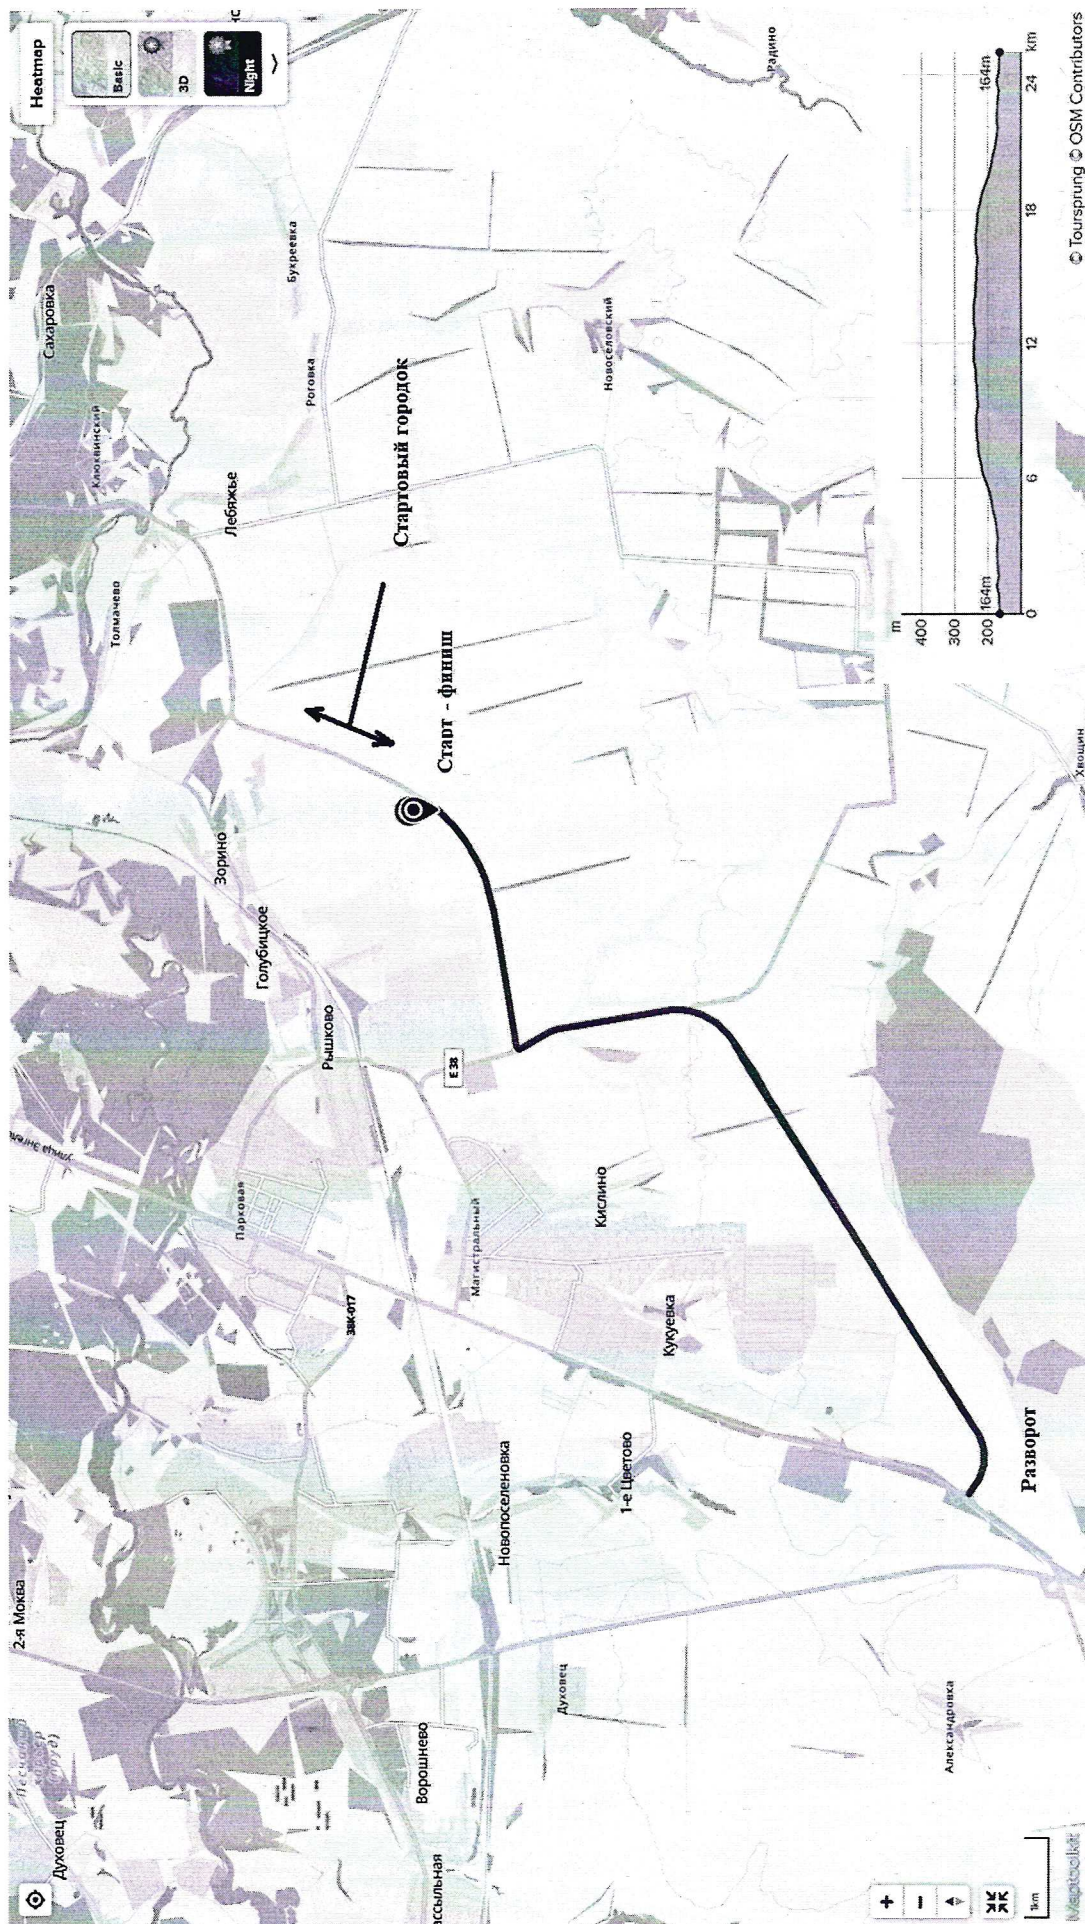 Heatmap
Basic
3D
Night
2-я Моква
Духовец
Сахаровка
Клюквинский
Толмачево
Лебяжье
Букреевка
Роговка
Радино
Зорино
Голубицкое
Рышково
Парковая
38К-017
E 38
Магистральный
Стартовый городок
Старт - финиш
Новоселовский
Кислино
Кукуевка
Новопоселеновка
1-е Цветово
Ворошнево
Духовец
Александровка
Разворот
Хвощин
m
400
300
200
164m
164m
0
6
12
18
24
km
1km
Maptoolkit
© Toursprung © OSM Contributors